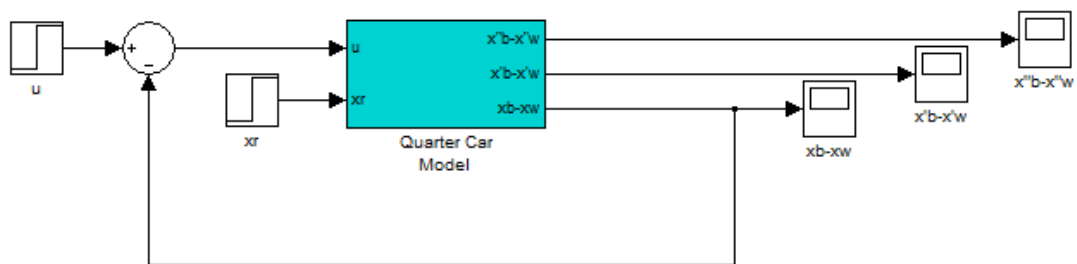 u
+
−
u
xr
xr
x"b-x"w
x'b-x'w
xb-xw
Quarter Car
Model
xb-xw
x'b-x'w
x"b-x"w